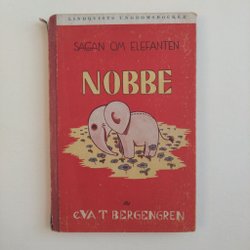 LINDQVISTS UNGDOMSBÖCKER
SAGAN OM ELEFANTEN
NOBBE
av
EVA T BERGENGREN